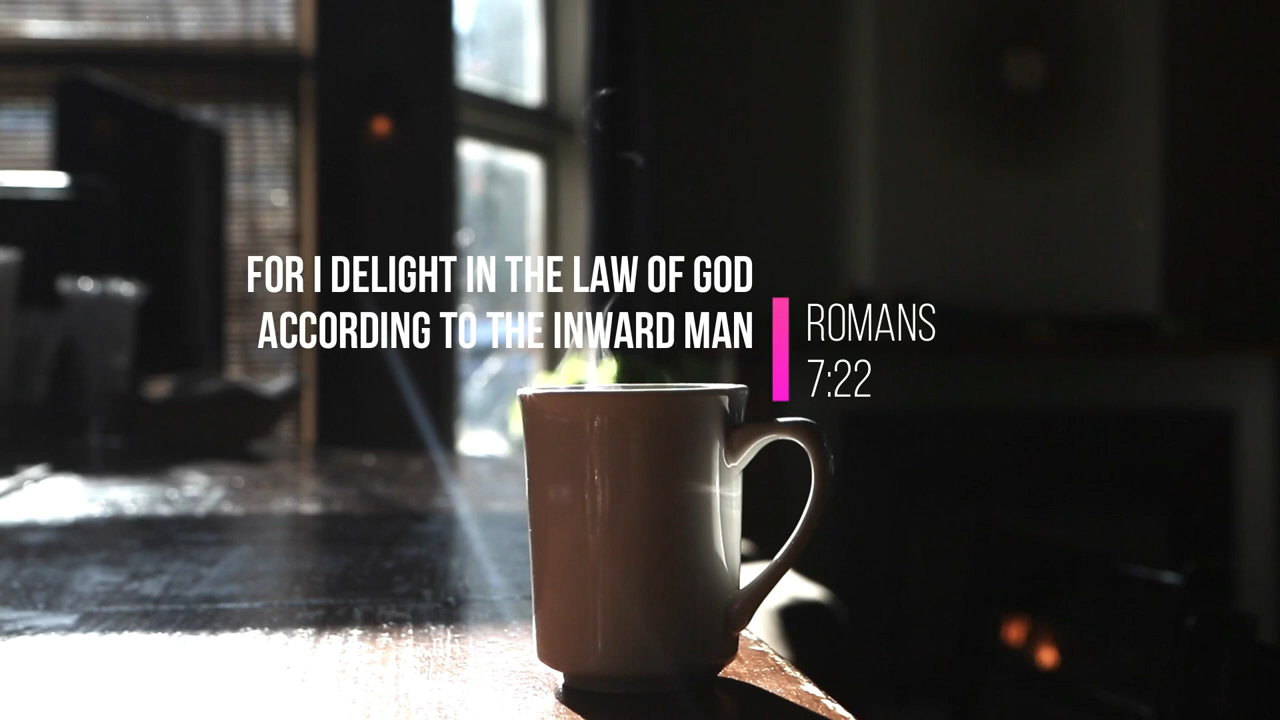 FOR I DELIGHT IN THE LAW OF GOD
ACCORDING TO THE INWARD MAN
ROMANS
7:22